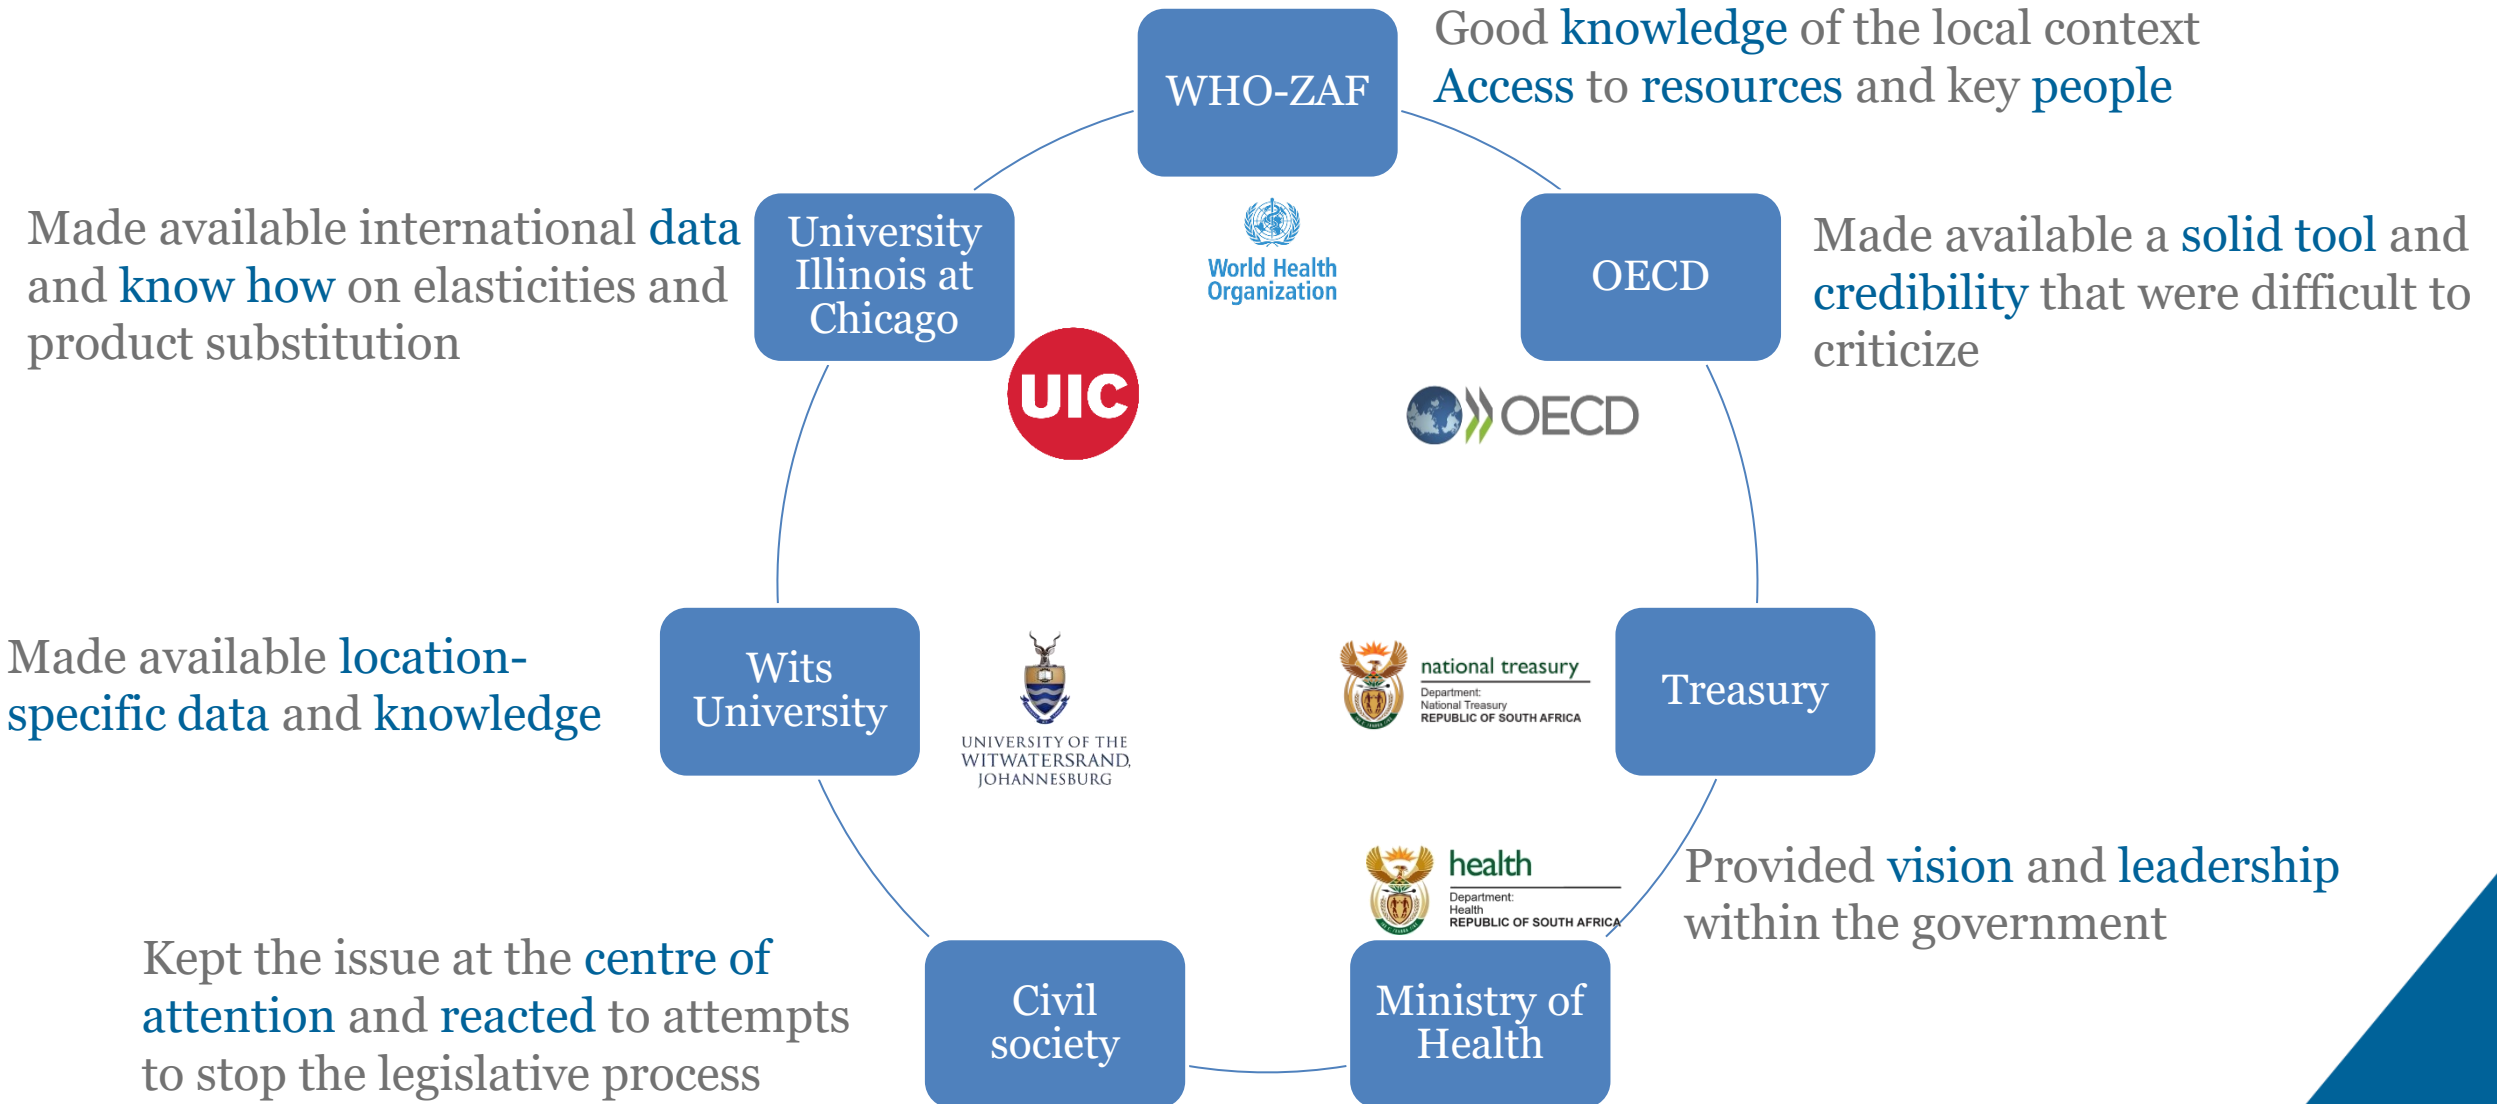 WHO-ZAF
Good knowledge of the local context
Access to resources and key people
World Health
Organization
University
Illinois at
Chicago
Made available international data
and know how on elasticities and
product substitution
UIC
OECD
Made available a solid tool and
credibility that were difficult to
criticize
OECD
Wits
University
Made available location-
specific data and knowledge
UNIVERSITY OF THE
WITWATERSRAND,
JOHANNESBURG
national treasury
Department:
National Treasury
REPUBLIC OF SOUTH AFRICA
Treasury
health
Department:
Health
REPUBLIC OF SOUTH AFRICA
Provided vision and leadership
within the government
Kept the issue at the centre of
attention and reacted to attempts
to stop the legislative process
Civil
society
Ministry of
Health